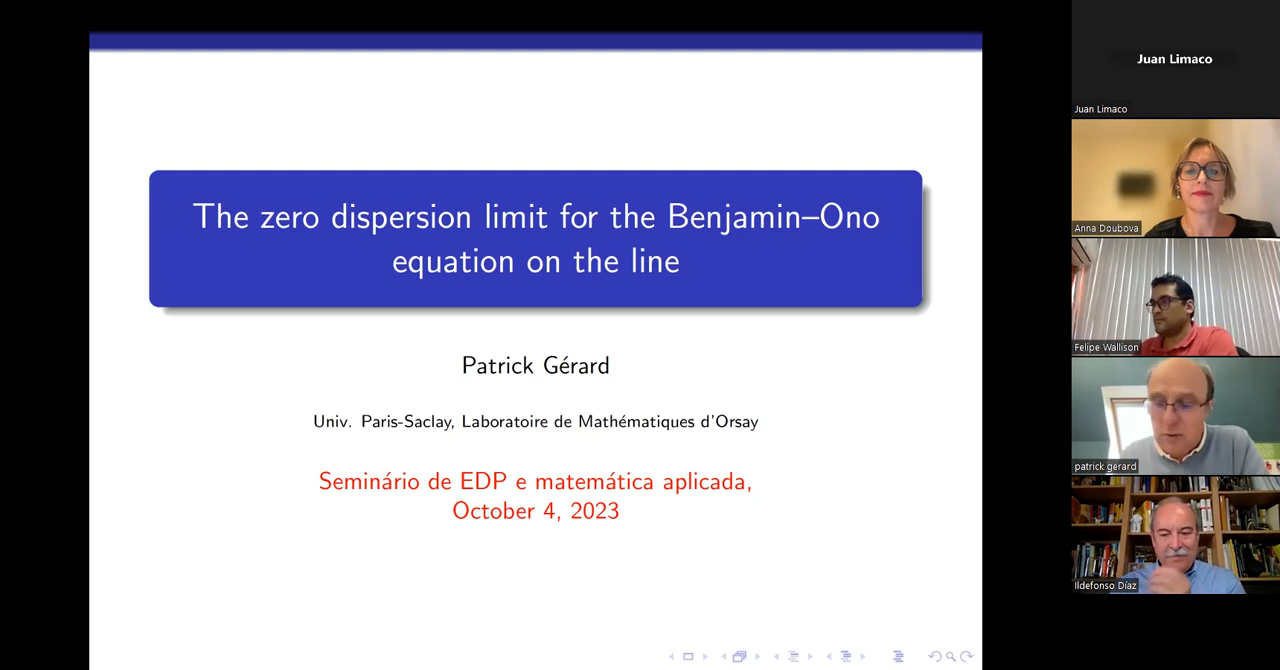 The zero dispersion limit for the Benjamin–Ono
equation on the line
Patrick Gérard
Univ. Paris-Saclay, Laboratoire de Mathématiques d'Orsay
Seminário de EDP e matemática aplicada,
October 4, 2023
Juan Limaco
Juan Limaco
Anna Doubova
Felipe Wallison
patrick gerard
Ildefonso Díaz